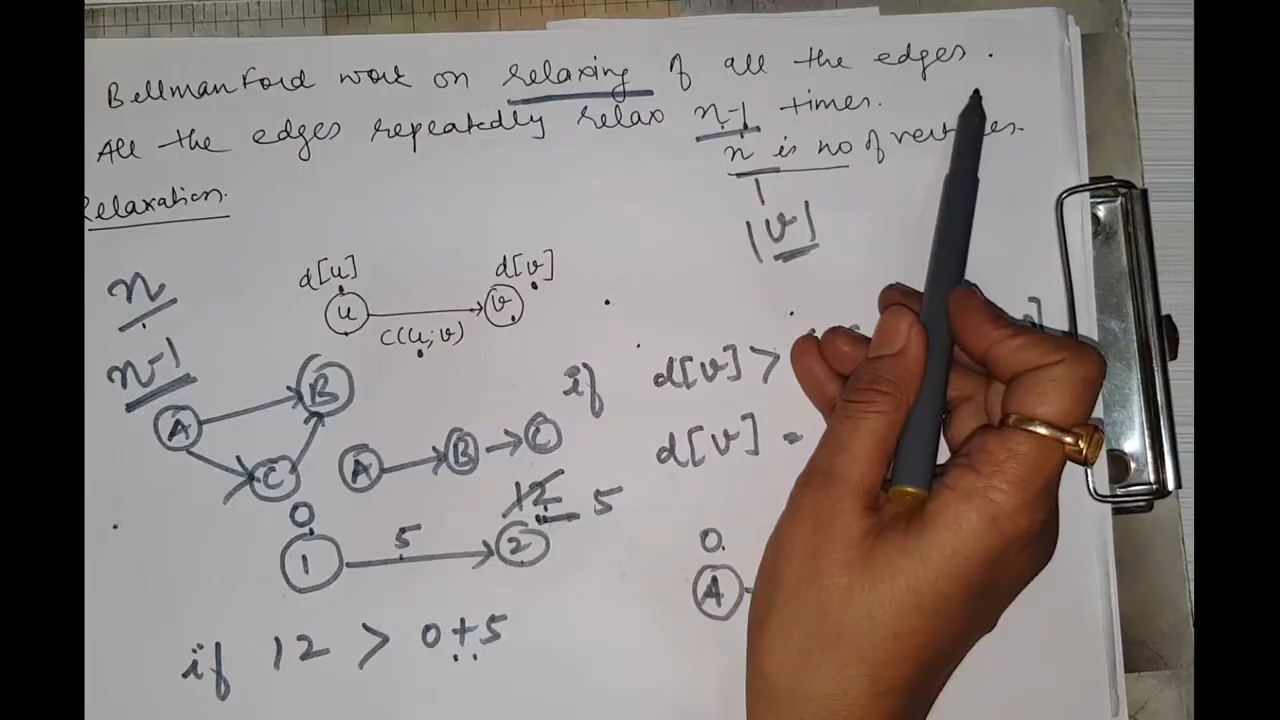 BellmanFord work on relaxing of all the edges.
All the edges repeatedly relax n-1 times.
n is no of
|v|
Relaxation.
n
n-1
d[u] d[v]
u v
C(u,v)
A B C
A B C
if d[v] >
d[v] =
0 5 12 5
1 2
if 12 > 0+5
0.
A